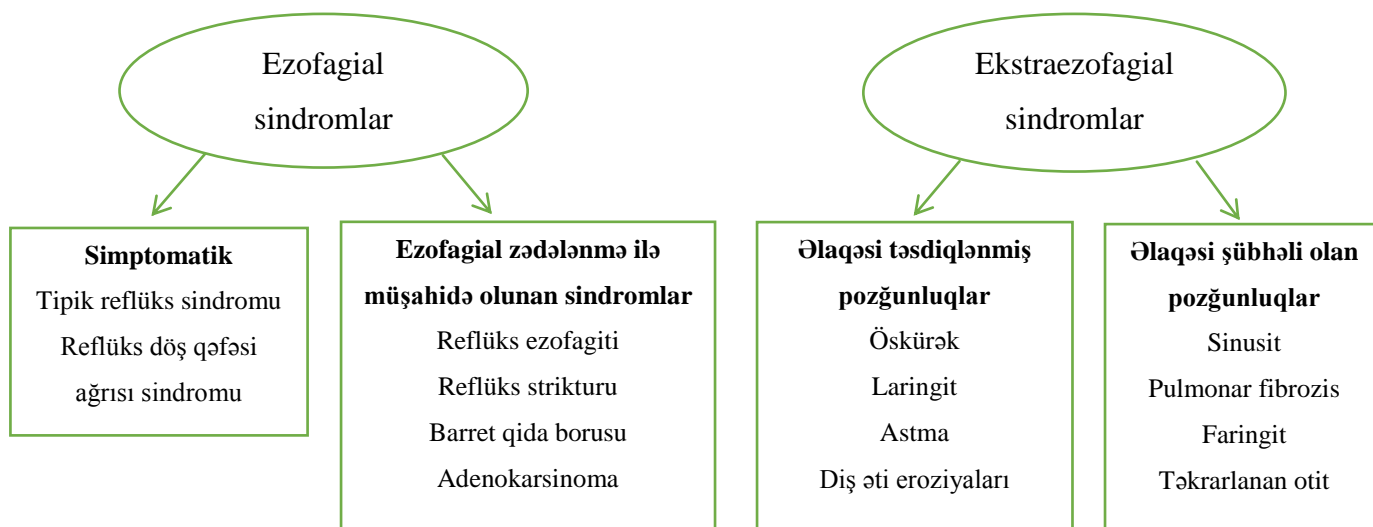 Ezofagial
sindromlar
Ekstraezofagial
sindromlar
Simptomatik
Tipik reflüks sindromu
Reflüks döş qəfəsi
ağrısı sindromu
Ezofagial zədələnmə ilə
müşahidə olunan sindromlar
Reflüks ezofagiti
Reflüks strikturu
Barret qida borusu
Adenokarsinoma
Əlaqəsi təsdiqlənmiş
pozğunluqlar
Öskürək
Laringit
Astma
Diş əti eroziyaları
Əlaqəsi şübhəli olan
pozğunluqlar
Sinusit
Pulmonar fibrozis
Faringit
Təkrarlanan otit